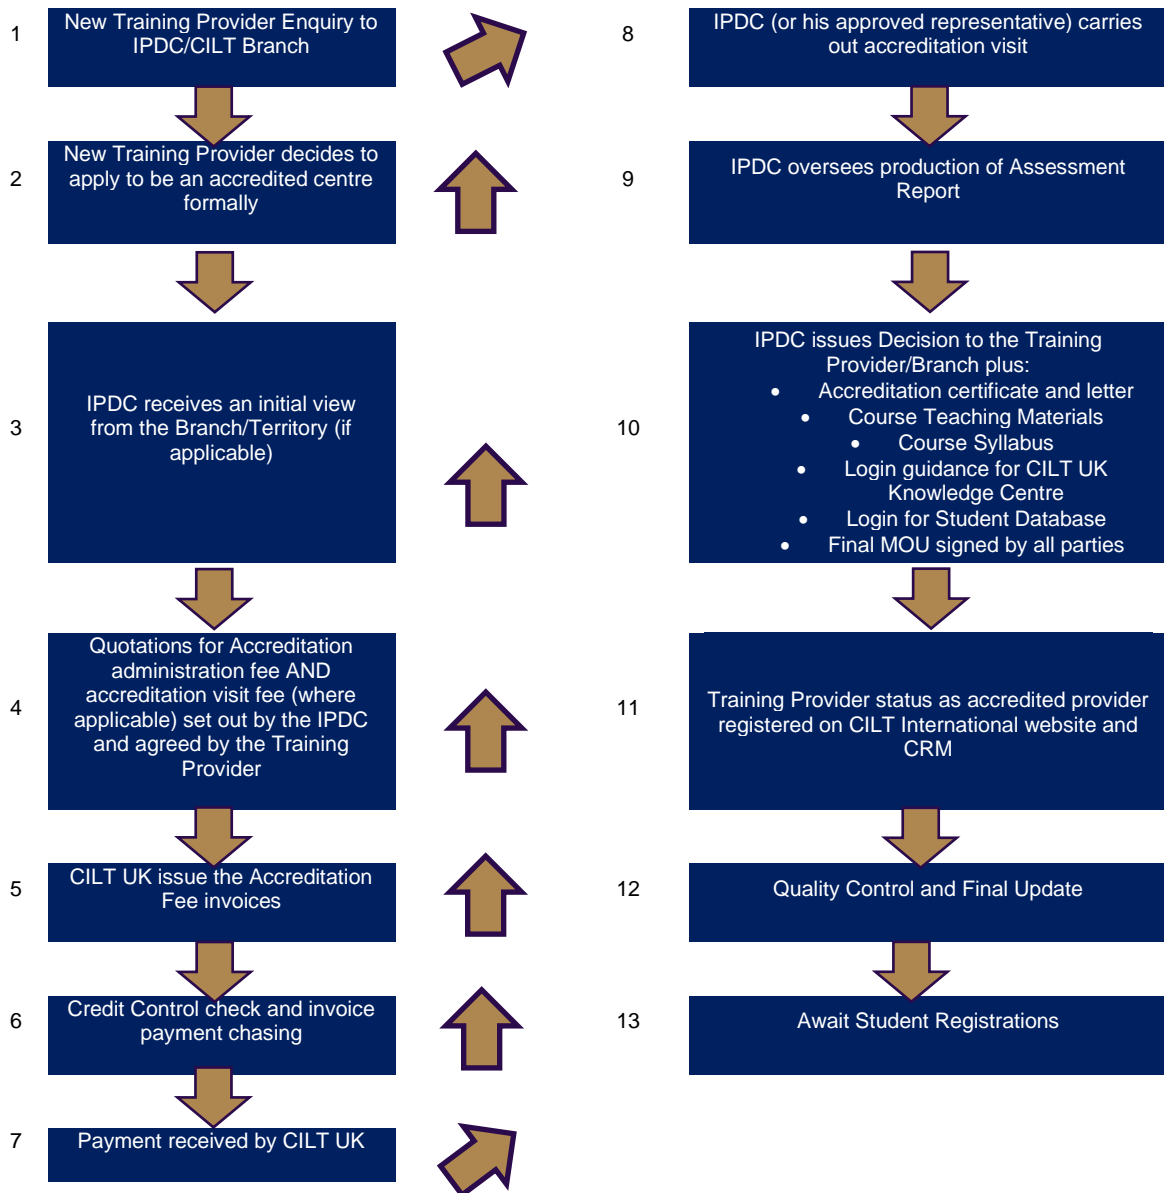 1
New Training Provider Enquiry to
IPDC/CILT Branch
2
New Training Provider decides to
apply to be an accredited centre
formally
3
IPDC receives an initial view
from the Branch/Territory (if
applicable)
4
Quotations for Accreditation
administration fee AND
accreditation visit fee (where
applicable) set out by the IPDC
and agreed by the Training
Provider
5
CILT UK issue the Accreditation
Fee invoices
6
Credit Control check and invoice
payment chasing
7
Payment received by CILT UK
8
IPDC (or his approved representative) carries
out accreditation visit
9
IPDC oversees production of Assessment
Report
10
IPDC issues Decision to the Training
Provider/Branch plus:
• Accreditation certificate and letter
• Course Teaching Materials
• Course Syllabus
• Login guidance for CILT UK
Knowledge Centre
• Login for Student Database
• Final MOU signed by all parties
11
Training Provider status as accredited provider
registered on CILT International website and
CRM
12
Quality Control and Final Update
13
Await Student Registrations